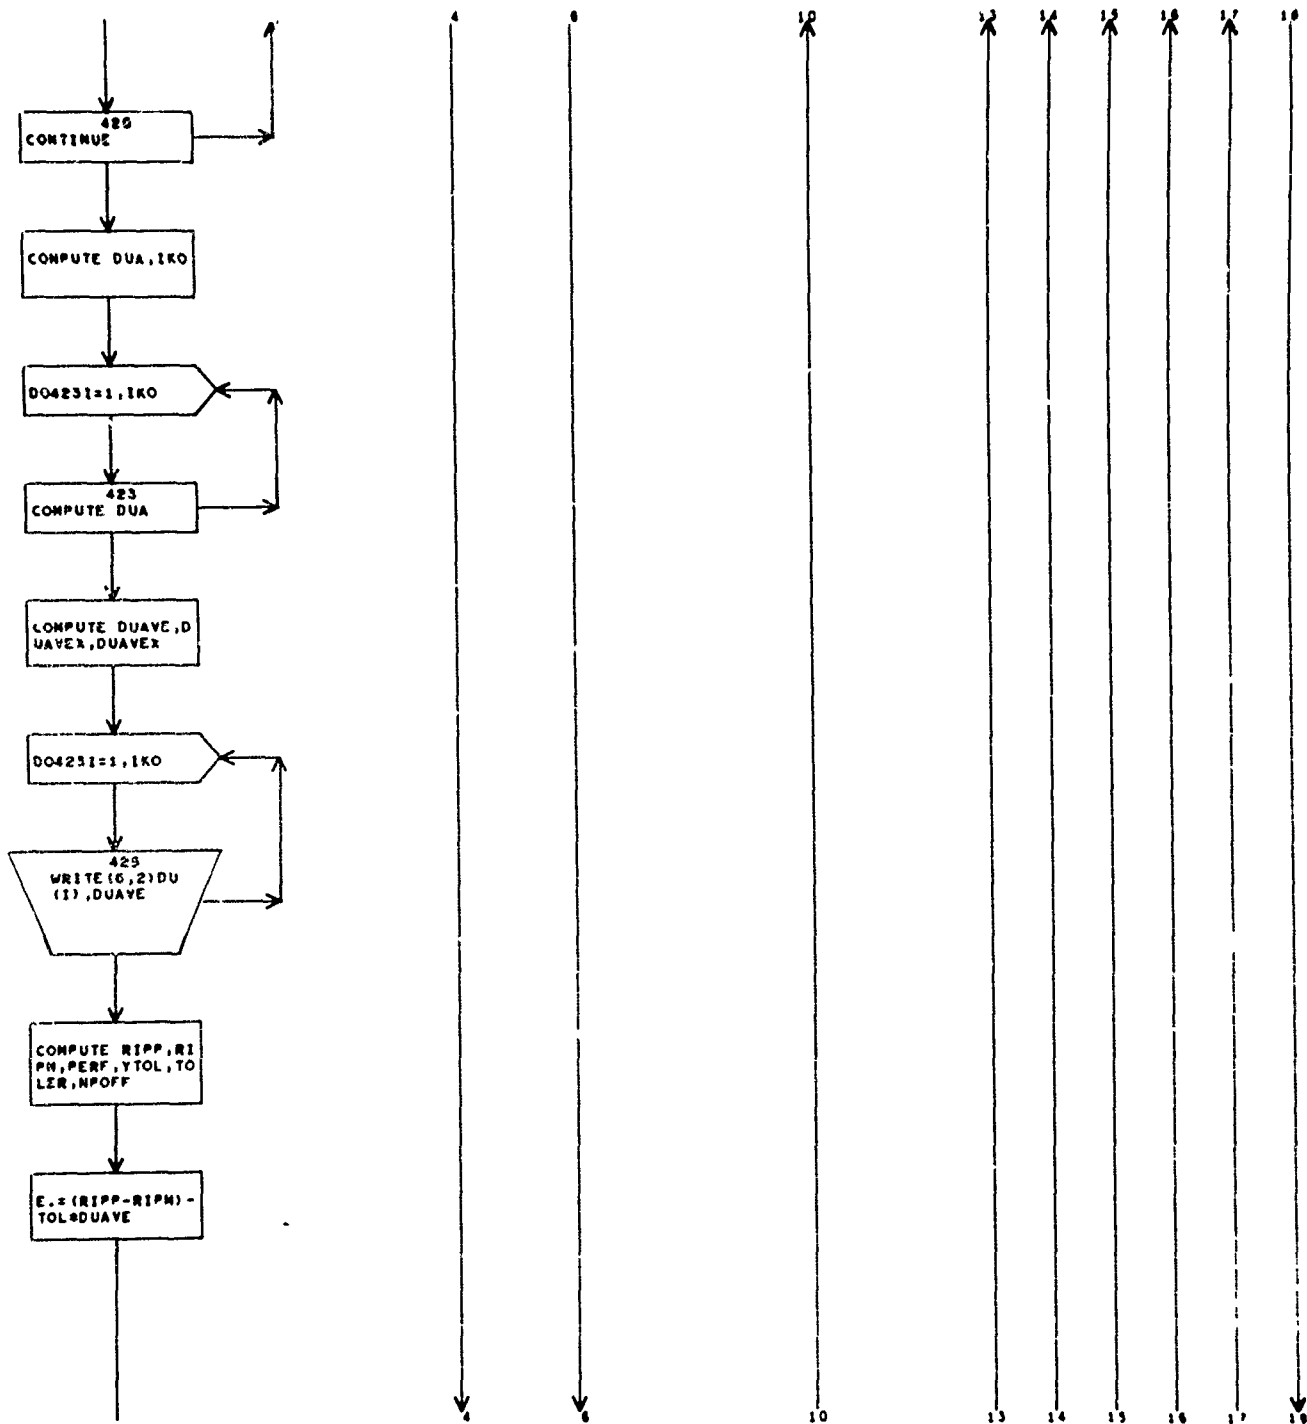 4 6 10 13 14 15 16 17 18
420
CONTINUE
COMPUTE DUA,IKO
DO423I=1,IKO
423
COMPUTE DUA
COMPUTE DUAVE,D
UAVEX,DUAVEX
DO425I=1,IKO
425
WRITE(6,2)DU
(I),DUAVE
COMPUTE RIPP,RI
PM,PERF,YTOL,TO
LER,NPOFF
E.=(RIPP-RIPM)-
TOL*DUAVE
4 6 10 13 14 15 16 17 18